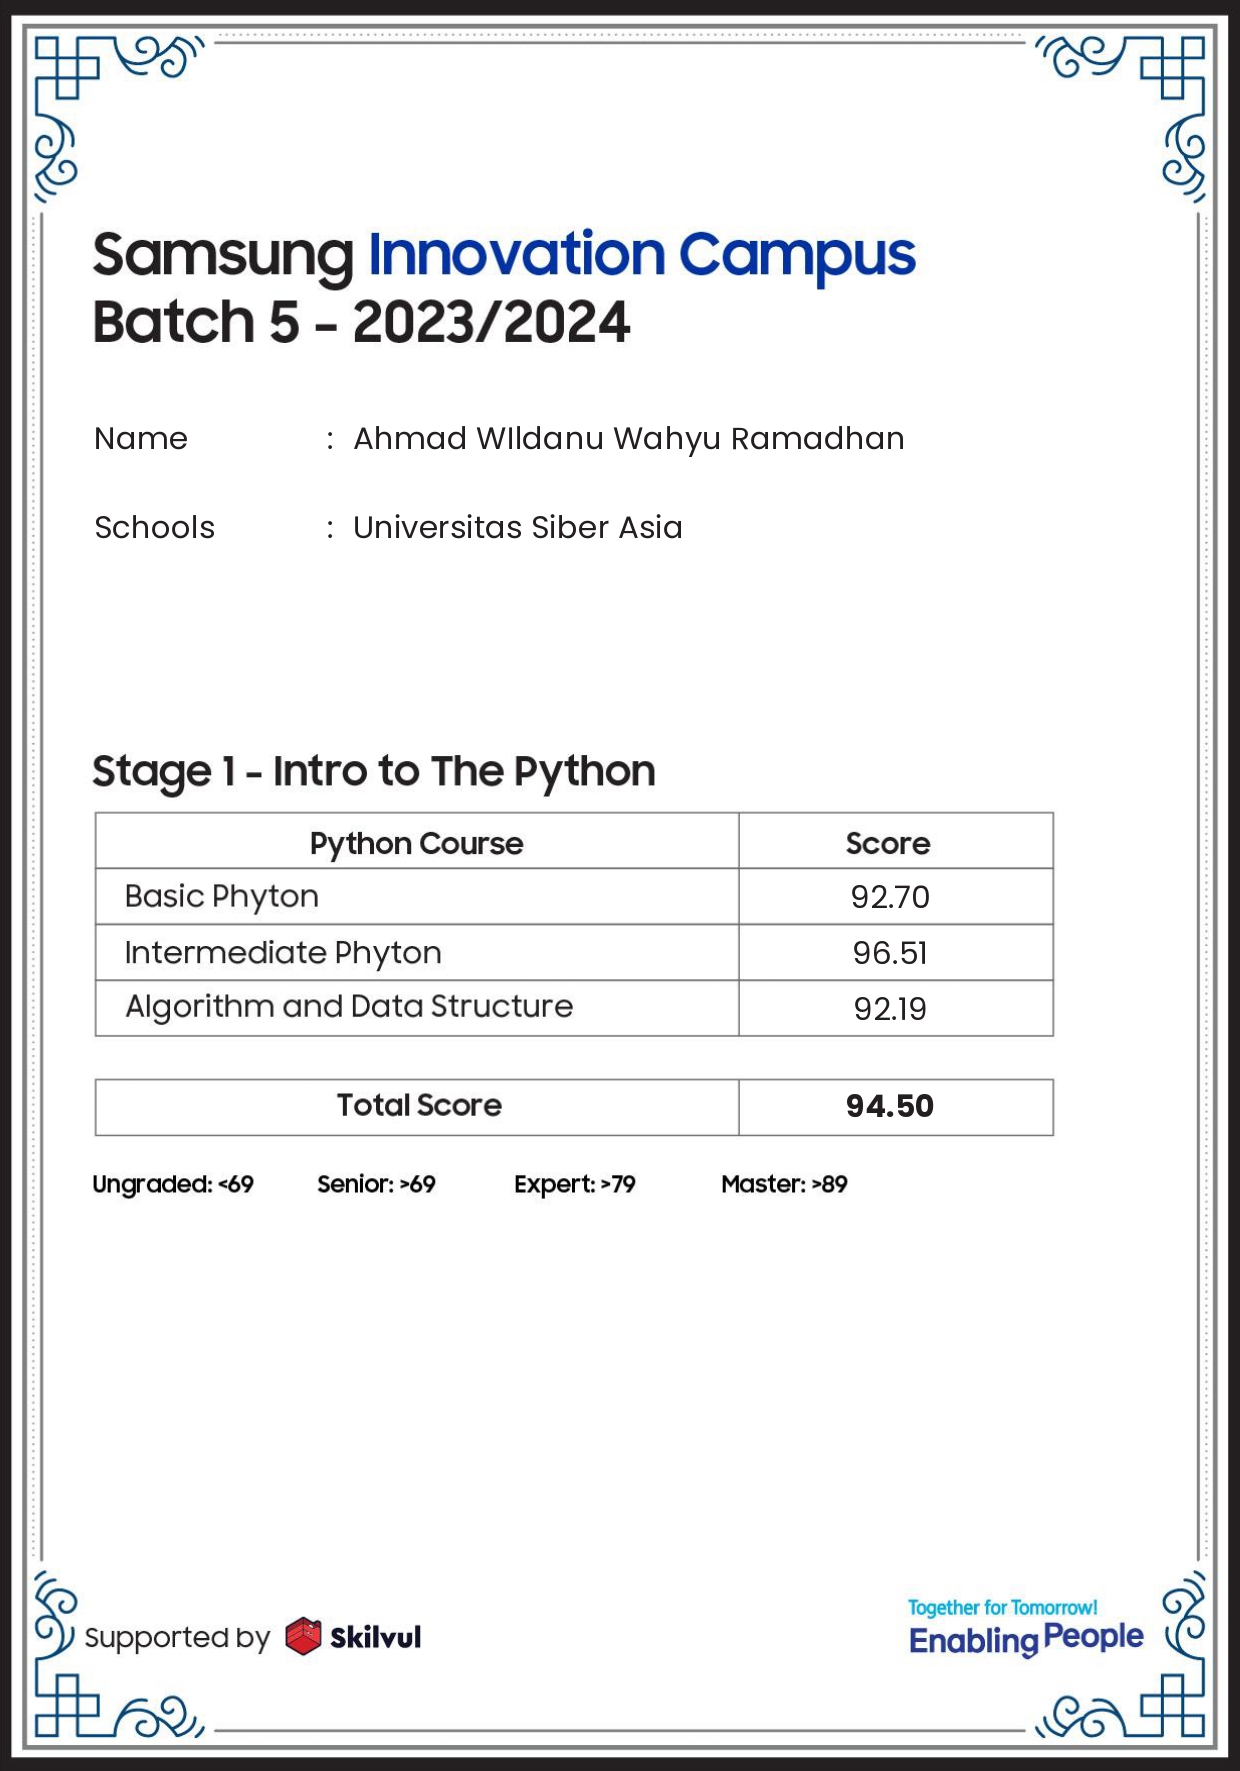 Samsung Innovation Campus
Batch 5 - 2023/2024
Name : Ahmad WIldanu Wahyu Ramadhan
Schools : Universitas Siber Asia
Stage 1 - Intro to The Python
Python Course Score
Basic Phyton 92.70
Intermediate Phyton 96.51
Algorithm and Data Structure 92.19
Total Score 94.50
Ungraded: <69 Senior: >69 Expert: >79 Master: >89
Together for Tomorrow!
Supported by Skilvul Enabling People